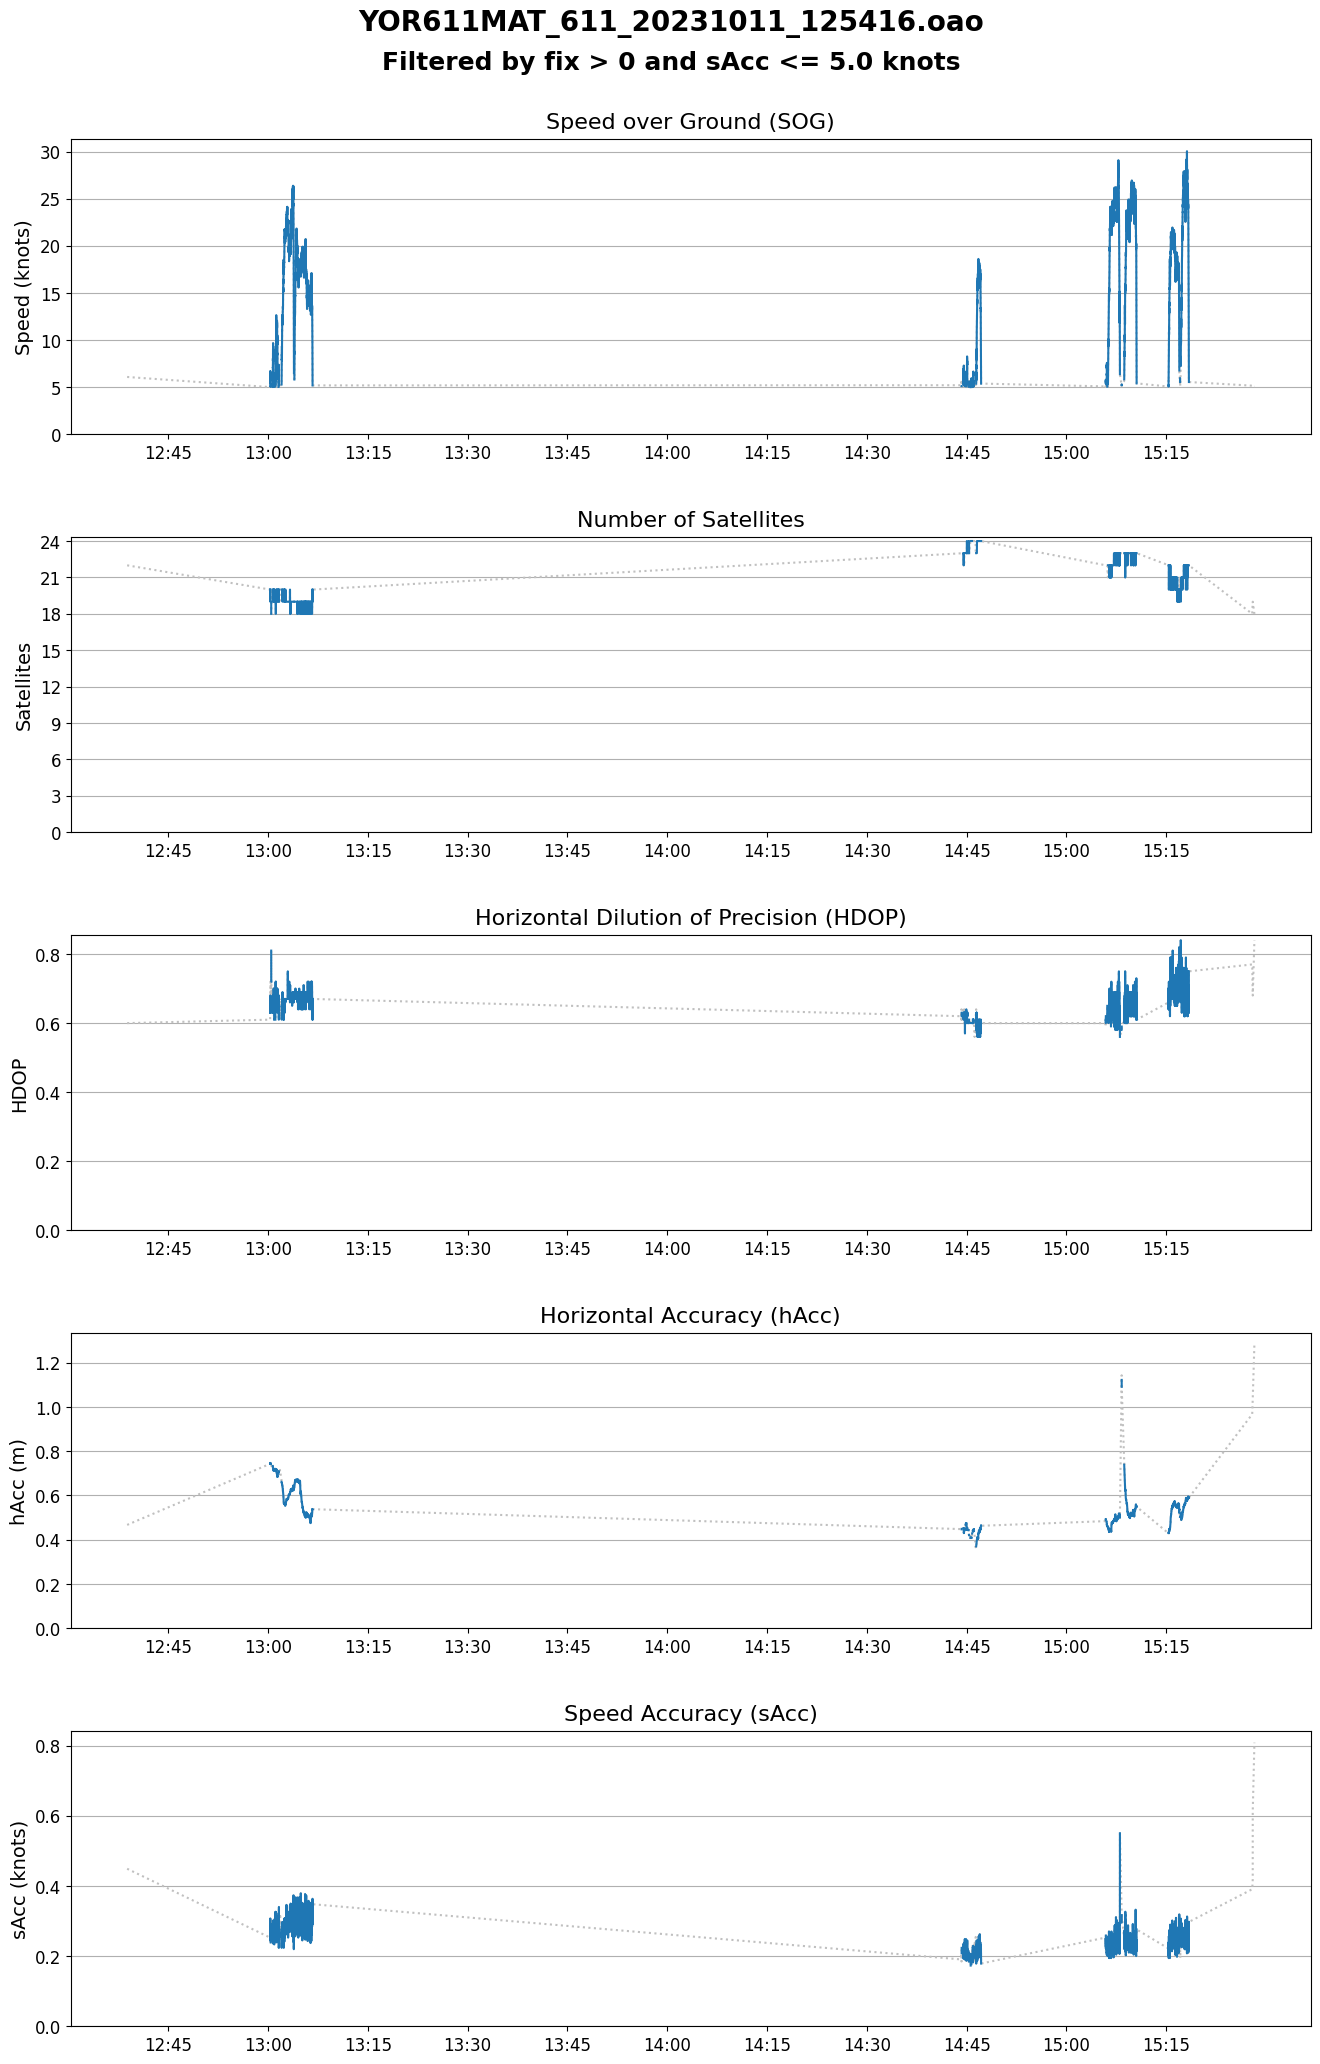 YOR611MAT_611_20231011_125416.oao
Filtered by fix > 0 and sAcc <= 5.0 knots
Speed over Ground (SOG)
Speed (knots)
30
25
20
15
10
5
0
12:45 13:00 13:15 13:30 13:45 14:00 14:15 14:30 14:45 15:00 15:15
Number of Satellites
Satellites
24
21
18
15
12
9
6
3
0
12:45 13:00 13:15 13:30 13:45 14:00 14:15 14:30 14:45 15:00 15:15
Horizontal Dilution of Precision (HDOP)
HDOP
0.8
0.6
0.4
0.2
0.0
12:45 13:00 13:15 13:30 13:45 14:00 14:15 14:30 14:45 15:00 15:15
Horizontal Accuracy (hAcc)
hAcc (m)
1.2
1.0
0.8
0.6
0.4
0.2
0.0
12:45 13:00 13:15 13:30 13:45 14:00 14:15 14:30 14:45 15:00 15:15
Speed Accuracy (sAcc)
sAcc (knots)
0.8
0.6
0.4
0.2
0.0
12:45 13:00 13:15 13:30 13:45 14:00 14:15 14:30 14:45 15:00 15:15